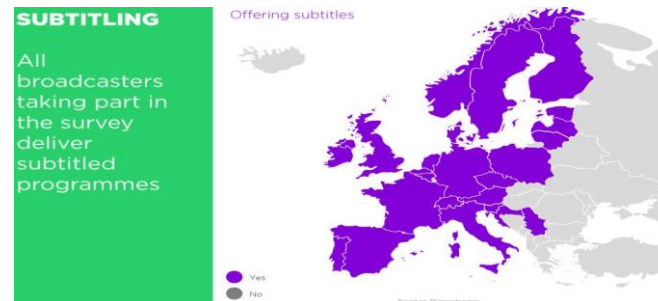 SUBTITLING
All
broadcasters
taking part in
the survey
deliver
subtitled
programmes
Offering subtitles
Yes
No